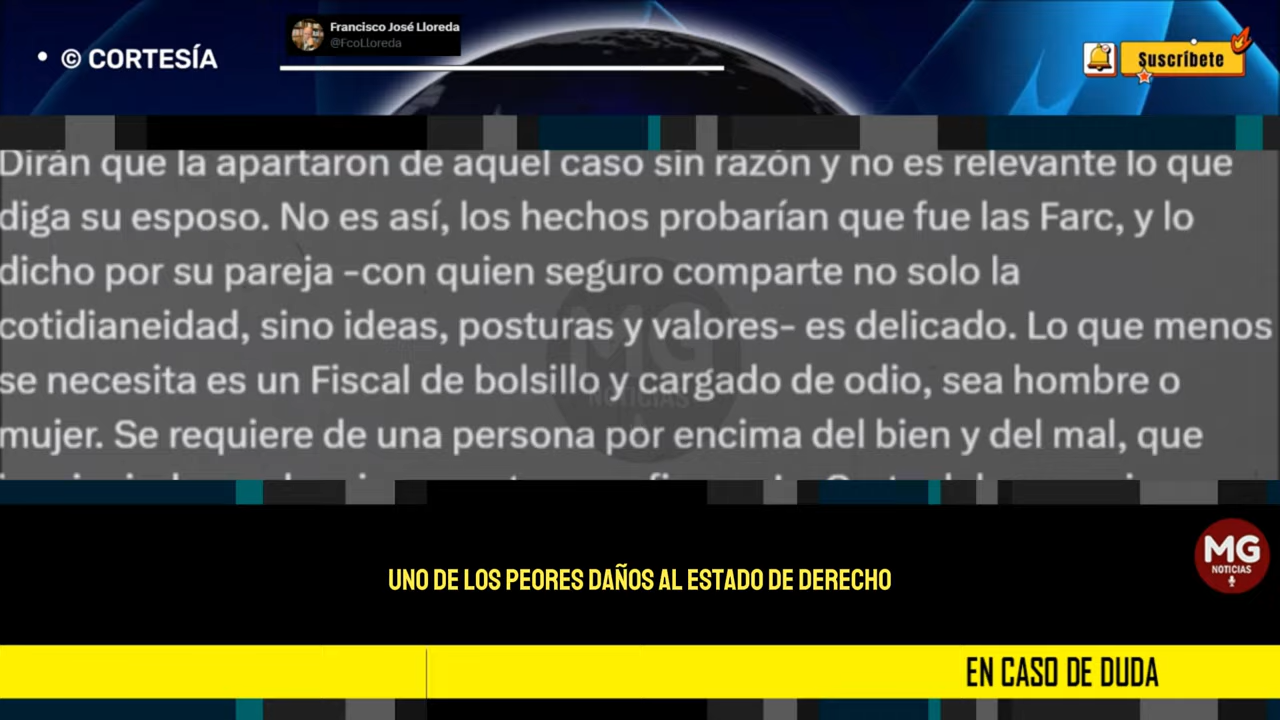 • © CORTESÍA
Francisco José Lloreda
@FcoLloreda
Suscríbete
Dirán que la apartaron de aquel caso sin razón y no es relevante lo que
diga su esposo. No es así, los hechos probarían que fue las Farc, y lo
dicho por su pareja -con quien seguro comparte no solo la
cotidianeidad, sino ideas, posturas y valores- es delicado. Lo que menos
se necesita es un Fiscal de bolsillo y cargado de odio, sea hombre o
mujer. Se requiere de una persona por encima del bien y del mal, que
MG
NOTICIAS
UNO DE LOS PEORES DAÑOS AL ESTADO DE DERECHO
MG
NOTICIAS
EN CASO DE DUDA